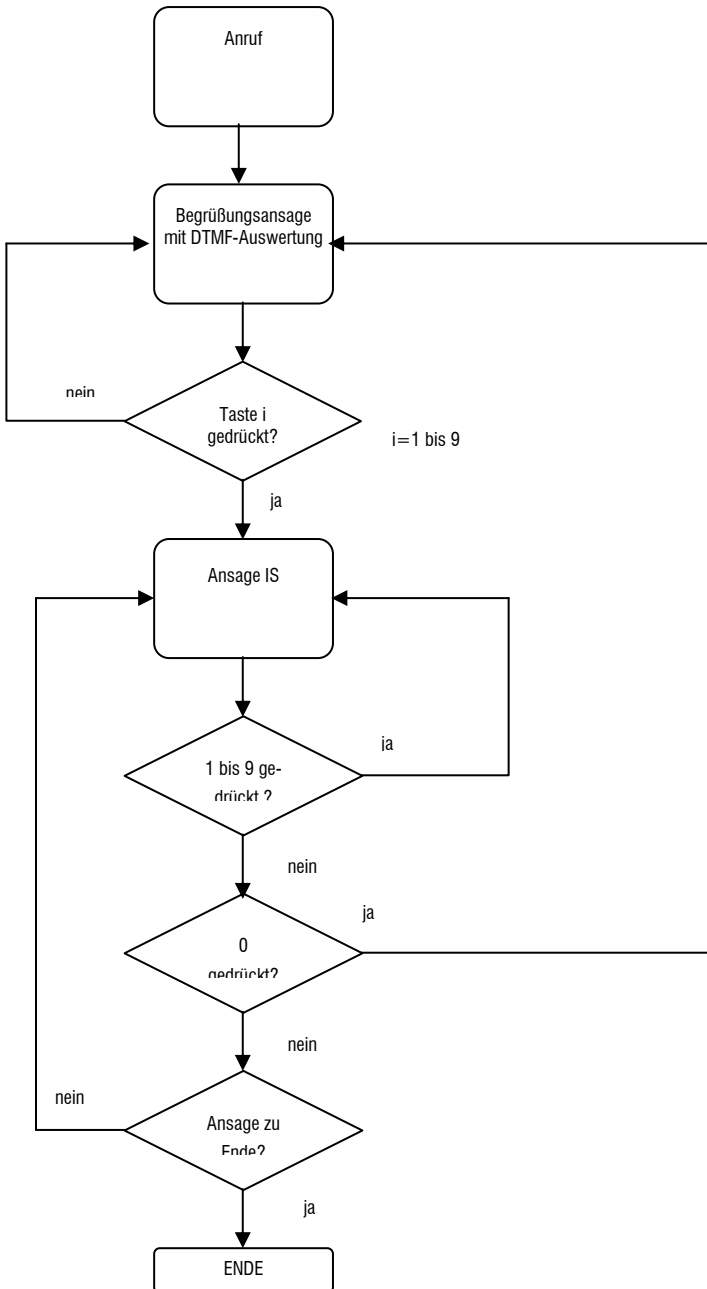 Anruf
Begrüßungsansage
mit DTMF-Auswertung
nein
Taste i
gedrückt?
i=1 bis 9
ja
Ansage IS
ja
1 bis 9 ge-
drückt ?
nein
ja
0
gedrückt?
nein
nein
Ansage zu
Ende?
ja
ENDE